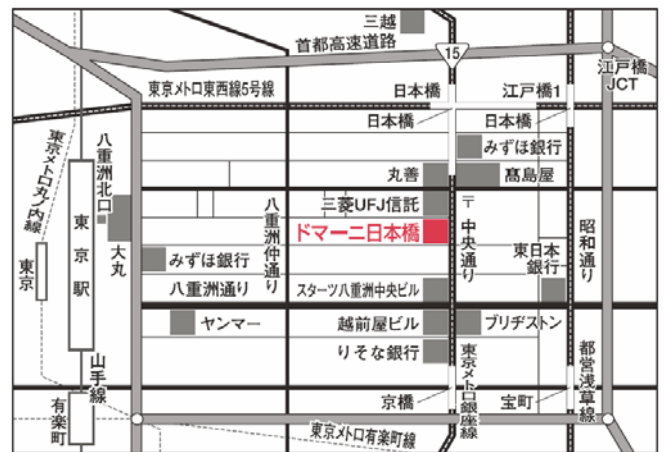 三越
首都高速道路
15
江戸橋
JCT
東京メトロ東西線5号線
日本橋
江戸橋1
日本橋
日本橋
みずほ銀行
八重洲北口
東京メトロ丸ノ内線
丸善
髙島屋
三菱UFJ信託
〒
ドマーニ日本橋
中央通り
昭和通り
八重洲仲通り
東京駅
大丸
東京
みずほ銀行
東日本
銀行
八重洲通り
スターツ八重洲中央ビル
ヤンマー
越前屋ビル
ブリヂストン
りそな銀行
山手線
東京メトロ銀座線
都営浅草線
有楽町
京橋
宝町
東京メトロ有楽町線